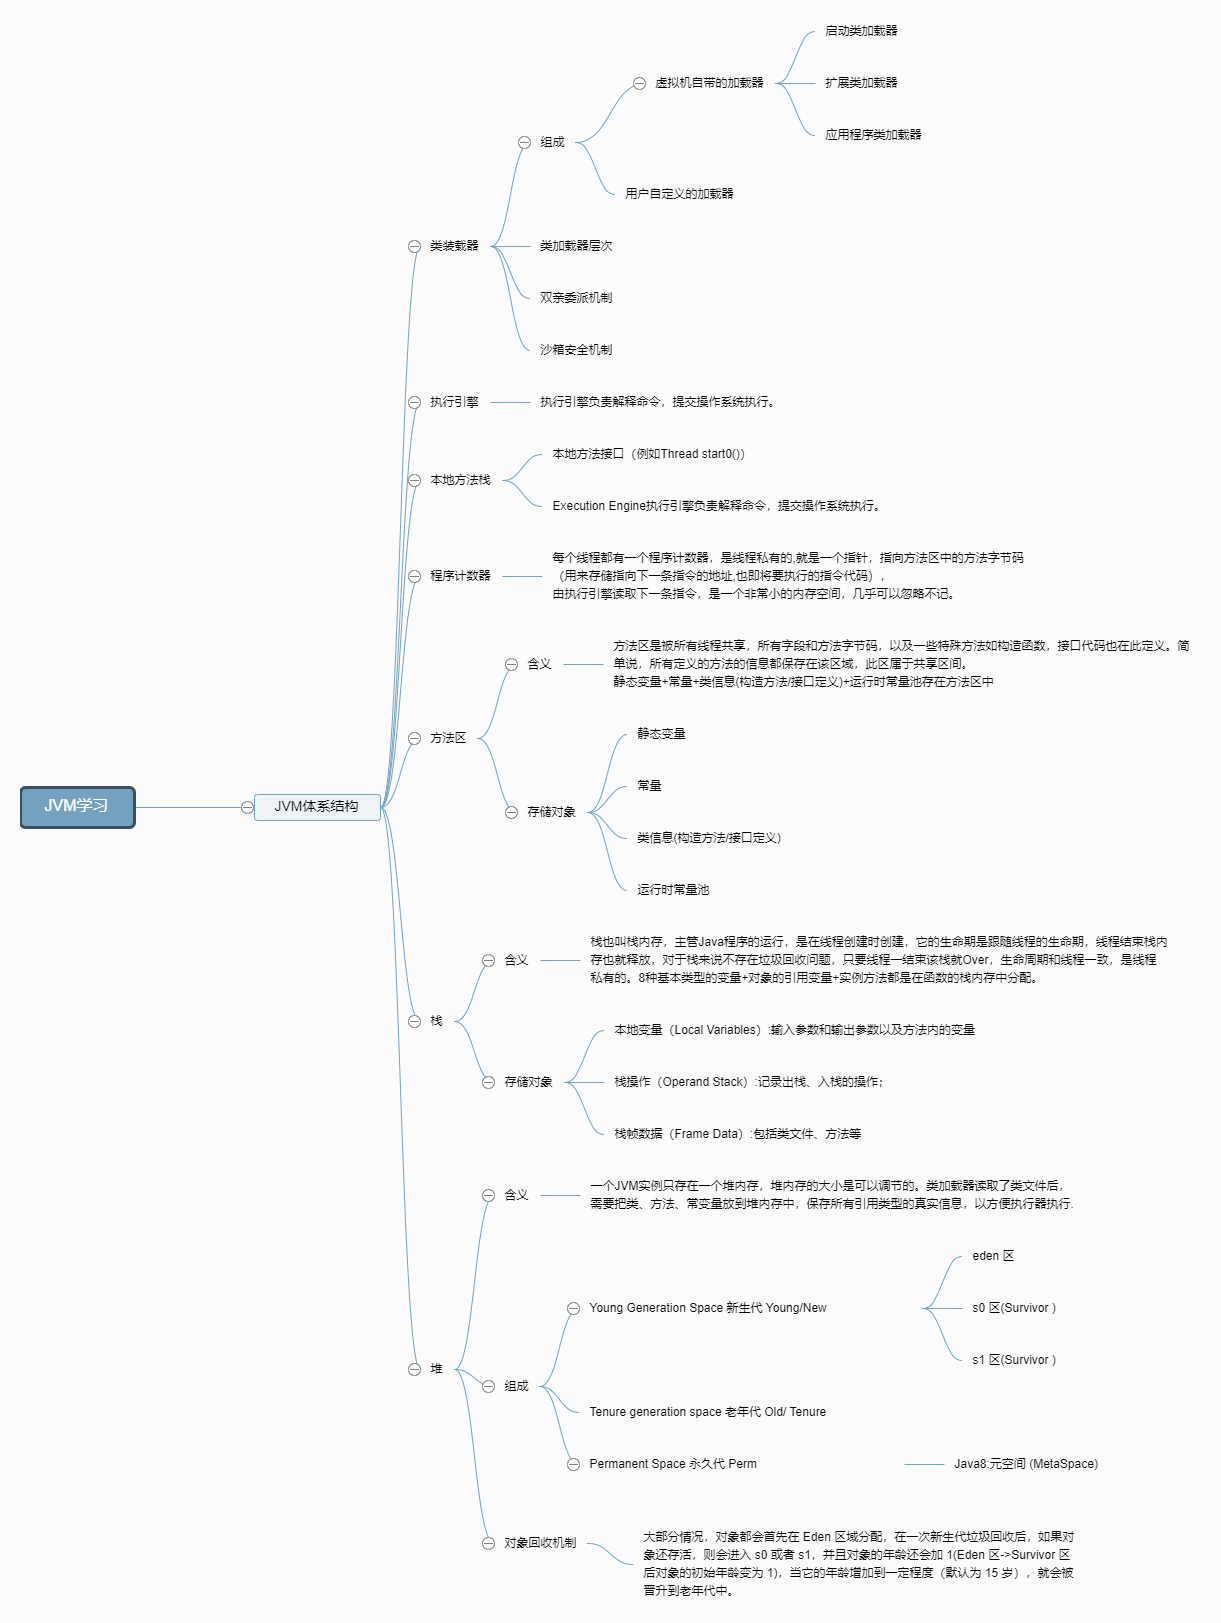 JVM学习
JVM体系结构
类装载器
组成
虚拟机自带的加载器
启动类加载器
扩展类加载器
应用程序类加载器
用户自定义的加载器
类加载器层次
双亲委派机制
沙箱安全机制
执行引擎
执行引擎负责解释命令，提交操作系统执行。
本地方法栈
本地方法接口（例如Thread start0()）
Execution Engine执行引擎负责解释命令，提交操作系统执行。
程序计数器
每个线程都有一个程序计数器，是线程私有的,就是一个指针，指向方法区中的方法字节码
（用来存储指向下一条指令的地址,也即将要执行的指令代码），
由执行引擎读取下一条指令，是一个非常小的内存空间，几乎可以忽略不记。
方法区
含义
方法区是被所有线程共享，所有字段和方法字节码，以及一些特殊方法如构造函数，接口代码也在此定义。简
单说，所有定义的方法的信息都保存在该区域，此区属于共享区间。
静态变量+常量+类信息(构造方法/接口定义)+运行时常量池存在方法区中
存储对象
静态变量
常量
类信息(构造方法/接口定义)
运行时常量池
栈
含义
栈也叫栈内存，主管Java程序的运行，是在线程创建时创建，它的生命期是跟随线程的生命期，线程结束栈内
存也就释放，对于栈来说不存在垃圾回收问题，只要线程一结束该栈就Over，生命周期和线程一致，是线程
私有的。8种基本类型的变量+对象的引用变量+实例方法都是在函数的栈内存中分配。
存储对象
本地变量（Local Variables）:输入参数和输出参数以及方法内的变量
栈操作（Operand Stack）:记录出栈、入栈的操作；
栈帧数据（Frame Data）:包括类文件、方法等
堆
含义
一个JVM实例只存在一个堆内存，堆内存的大小是可以调节的。类加载器读取了类文件后，
需要把类、方法、常变量放到堆内存中，保存所有引用类型的真实信息，以方便执行器执行.
组成
Young Generation Space 新生代 Young/New
eden 区
s0 区(Survivor )
s1 区(Survivor )
Tenure generation space 老年代 Old/ Tenure
Permanent Space 永久代 Perm
Java8:元空间 (MetaSpace)
对象回收机制
大部分情况，对象都会首先在 Eden 区域分配，在一次新生代垃圾回收后，如果对
象还存活，则会进入 s0 或者 s1，并且对象的年龄还会加 1(Eden 区->Survivor 区
后对象的初始年龄变为 1)，当它的年龄增加到一定程度（默认为 15 岁），就会被
晋升到老年代中。